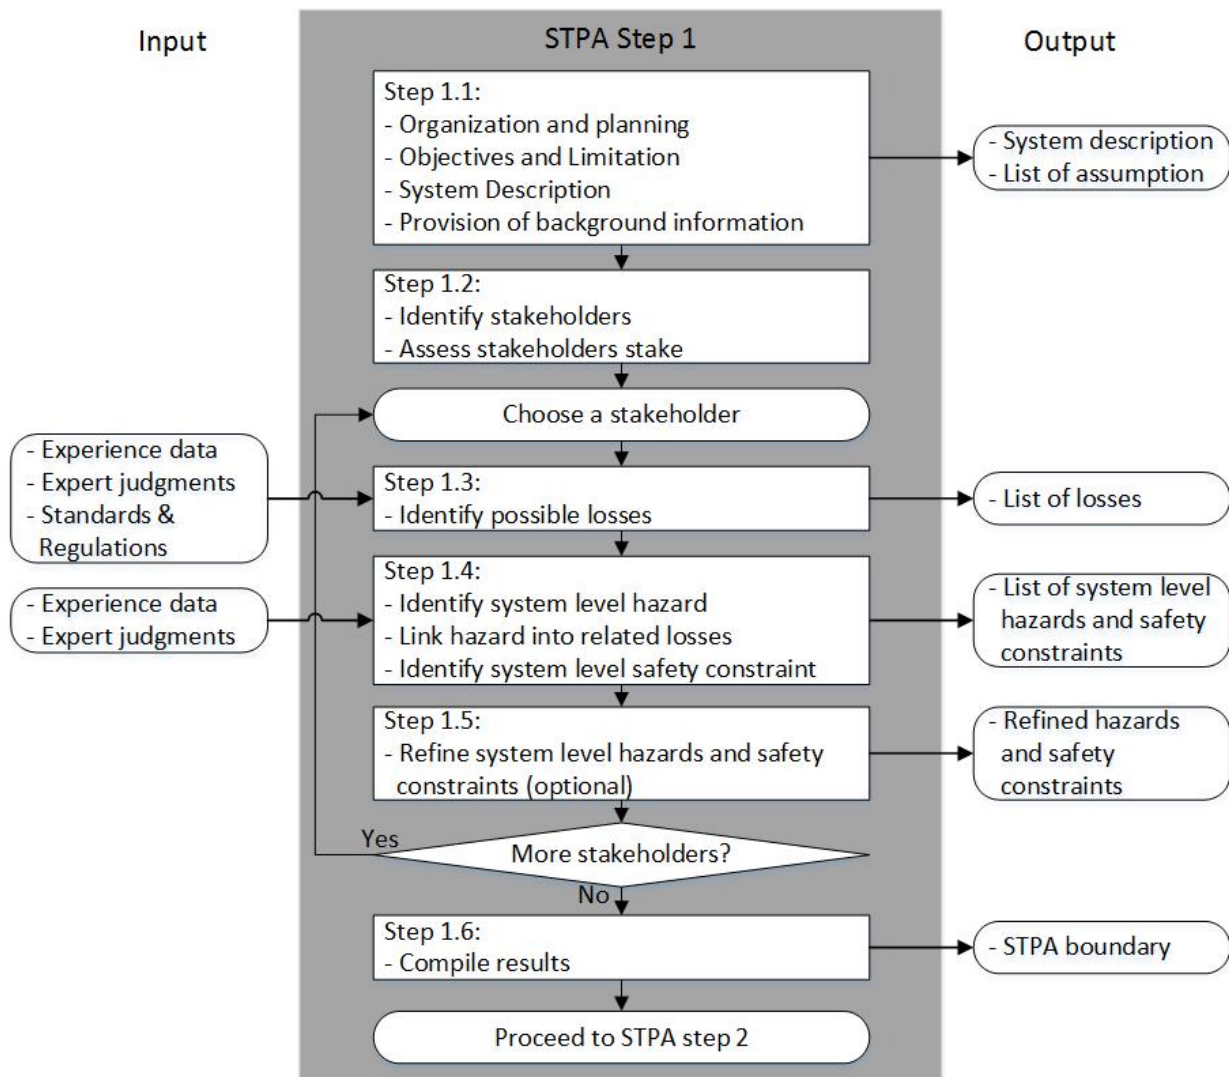 Input
STPA Step 1
Output
Step 1.1:
- Organization and planning
- Objectives and Limitation
- System Description
- Provision of background information
- System description
- List of assumption
Step 1.2:
- Identify stakeholders
- Assess stakeholders stake
Choose a stakeholder
- Experience data
- Expert judgments
- Standards &
Regulations
Step 1.3:
- Identify possible losses
- List of losses
- Experience data
- Expert judgments
Step 1.4:
- Identify system level hazard
- Link hazard into related losses
- Identify system level safety constraint
- List of system level
hazards and safety
constraints
Step 1.5:
- Refine system level hazards and safety
constraints (optional)
- Refined hazards
and safety
constraints
Yes
More stakeholders?
No
Step 1.6:
- Compile results
- STPA boundary
Proceed to STPA step 2